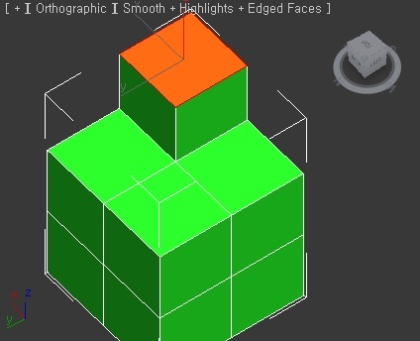 [ + ] [ Orthographic ] [ Smooth + Highlights + Edged Faces ]
y
z
y